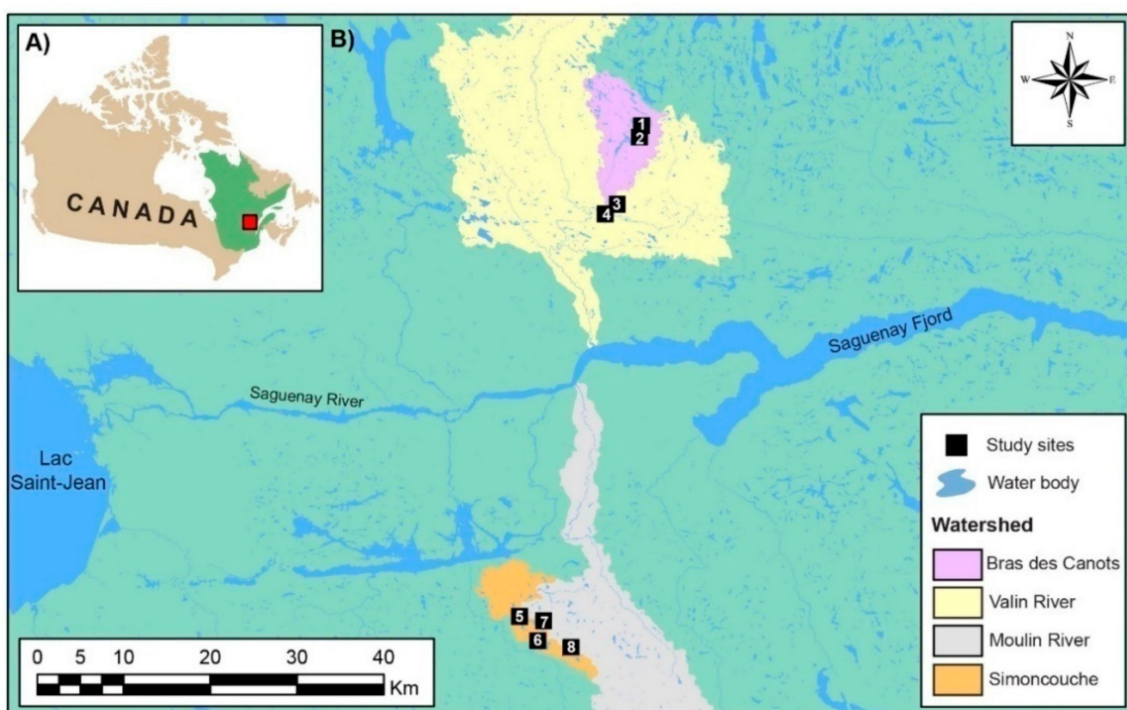 A)
CANADA
B)
N
W E
S
1
2
3
4
Saguenay Fjord
Saguenay River
Lac
Saint-Jean
5
7
6
8
0 10 20 30 40
Km
Study sites
Water body
Watershed
Bras des Canots
Valin River
Moulin River
Simoncouche